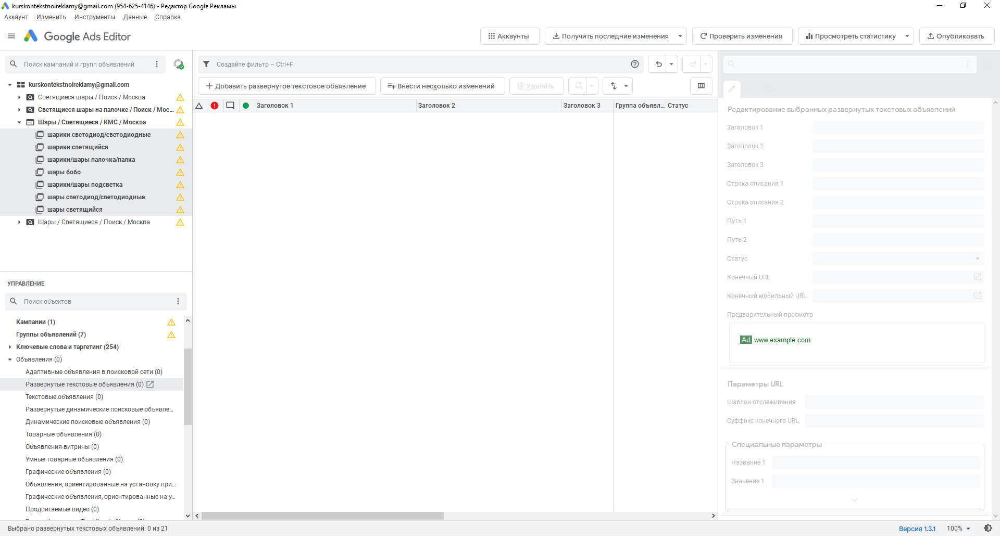 kurskontekstnoireklamy@gmail.com (954-625-4146) - Редактор Google Рекламы
Аккаунт Изменить Инструменты Данные Справка
Google Ads Editor
Аккаунты
Получить последние изменения
Проверить изменения
Просмотреть статистику
Опубликовать
Поиск кампаний и групп объявлений
kurskontekstnoireklamy@gmail.com
Светящиеся шары / Поиск / Москва
Светящиеся шары на палочке / Поиск / Мос...
Шары / Светящиеся / КМС / Москва
шарики светодиод/светодиодные
шарики светящийся
шарики/шары палочка/палка
шары бобо
шарики/шары подсветка
шары светодиод/светодиодные
шары светящийся
Шары / Светящиеся / Поиск / Москва
УПРАВЛЕНИЕ
Поиск объектов
Кампании (1)
Группы объявлений (7)
Ключевые слова и таргетинг (254)
Объявления (0)
Адаптивные объявления в поисковой сети (0)
Развернутые текстовые объявления (0)
Текстовые объявления (0)
Развернутые динамические поисковые объявле...
Динамические поисковые объявления (0)
Товарные объявления (0)
Объявления-витрины (0)
Умные товарные объявления (0)
Графические объявления (0)
Объявления, ориентированные на установку при...
Графические объявления, ориентированные на у...
Продвигаемые видео (0)
Создайте фильтр – Ctrl+F
Добавить развернутое текстовое объявление
Внести несколько изменений
Удалить
Заголовок 1 Заголовок 2 Заголовок 3 Группа объявл... Статус
Редактирование выбранных развернутых текстовых объявлений
Заголовок 1
Заголовок 2
Заголовок 3
Строка описания 1
Строка описания 2
Путь 1
Путь 2
Статус
Конечный URL
Конечный мобильный URL
Предварительный просмотр
Ad www.example.com
Параметры URL
Шаблон отслеживания
Суффикс конечного URL
Специальные параметры
Название 1
Значение 1
Выбрано развернутых текстовых объявлений: 0 из 21
Версия 1.3.1 100%